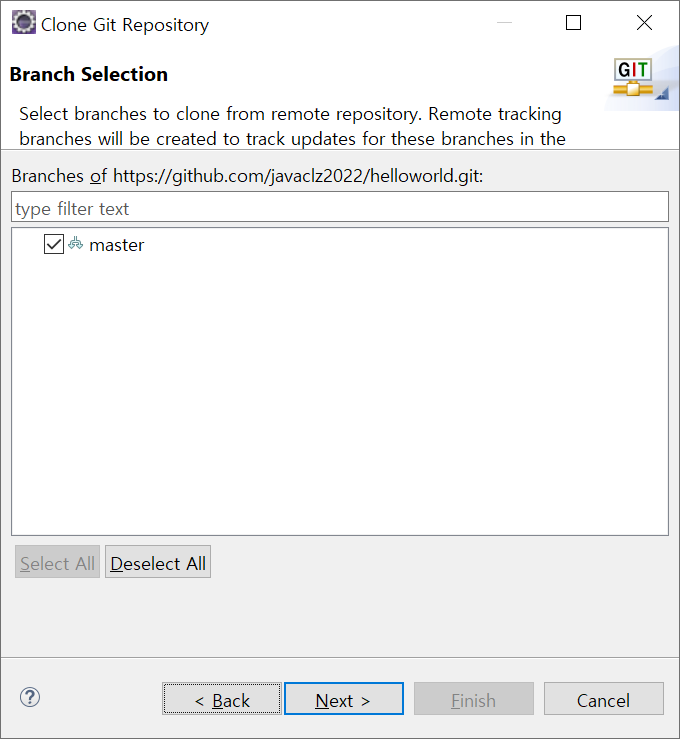 Clone Git Repository
Branch Selection
GIT
Select branches to clone from remote repository. Remote tracking
branches will be created to track updates for these branches in the
Branches of https://github.com/javaclz2022/helloworld.git:
type filter text
master
Select All Deselect All
? < Back Next > Finish Cancel